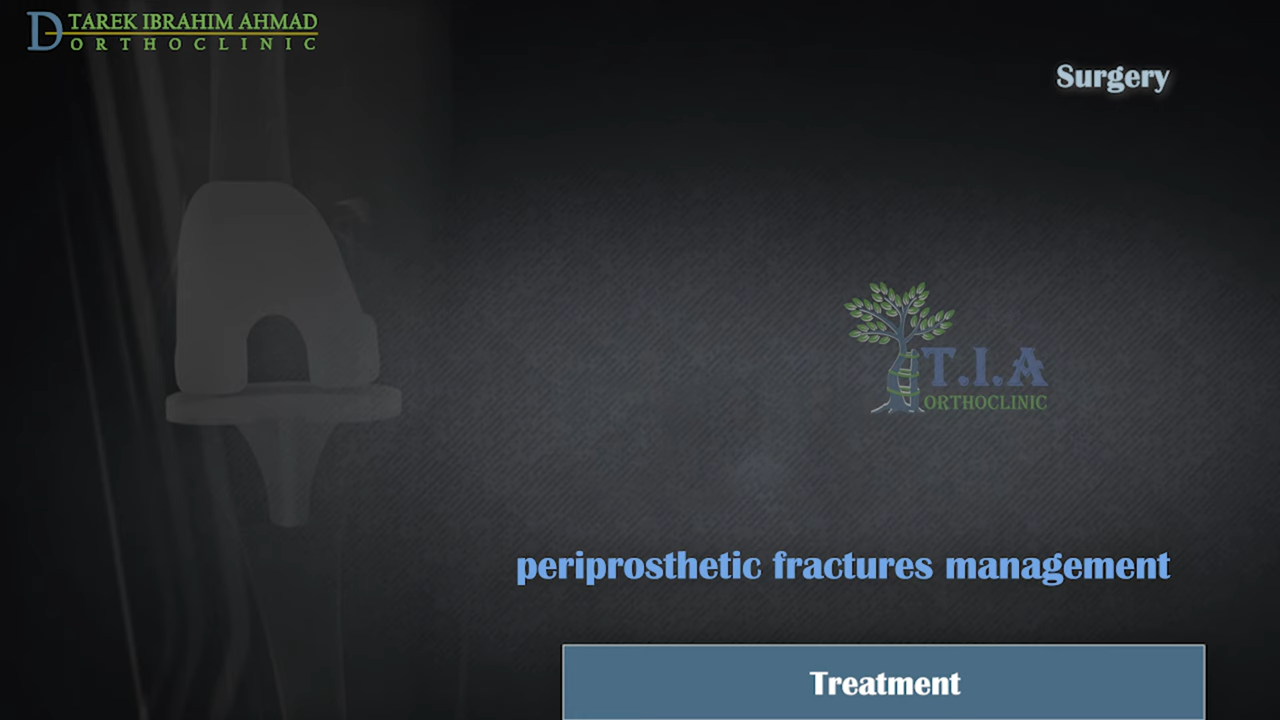 D TAREK IBRAHIM AHMAD
ORTHOCLINIC
Surgery
T.I.A
ORTHOCLINIC
periprosthetic fractures management
Treatment